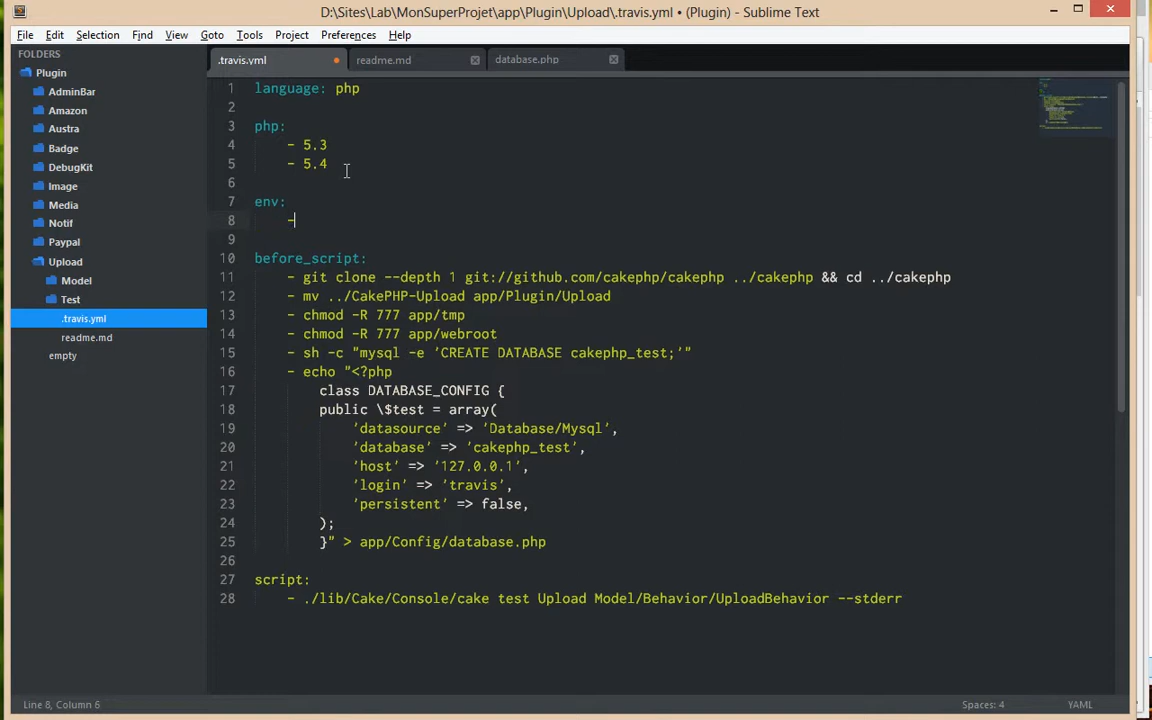 D:\Sites\Lab\MonSuperProjet\app\Plugin\Upload\.travis.yml • (Plugin) - Sublime Text
File Edit Selection Find View Goto Tools Project Preferences Help
FOLDERS
Plugin
AdminBar
Amazon
Austra
Badge
DebugKit
Image
Media
Notif
Paypal
Upload
Model
Test
.travis.yml
readme.md
empty
.travis.yml readme.md database.php
1 language: php
2
3 php:
4 - 5.3
5 - 5.4
6
7 env:
8 -
9
10 before_script:
11 - git clone --depth 1 git://github.com/cakephp/cakephp ../cakephp && cd ../cakephp
12 - mv ../CakePHP-Upload app/Plugin/Upload
13 - chmod -R 777 app/tmp
14 - chmod -R 777 app/webroot
15 - sh -c "mysql -e 'CREATE DATABASE cakephp_test;'"
16 - echo "<?php
17 class DATABASE_CONFIG {
18 public \$test = array(
19 'datasource' => 'Database/Mysql',
20 'database' => 'cakephp_test',
21 'host' => '127.0.0.1',
22 'login' => 'travis',
23 'persistent' => false,
24 );
25 }" > app/Config/database.php
26
27 script:
28 - ./lib/Cake/Console/cake test Upload Model/Behavior/UploadBehavior --stderr
Line 8, Column 6 Spaces: 4 YAML